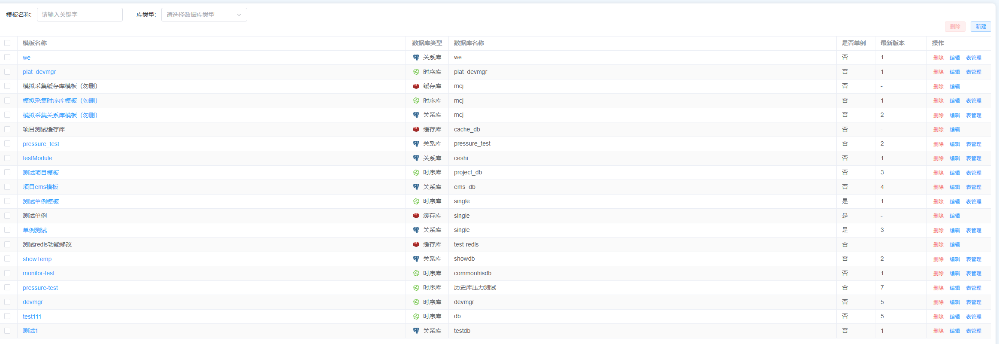 模板名称: 请输入关键字 库类型: 请选择数据库类型
删除 新建
模板名称 数据库类型 数据库名称 是否单例 最新版本 操作
we 关系库 we 否 1 删除 编辑 表管理
plat_devmgr 时序库 plat_devmgr 否 1 删除 编辑 表管理
模拟采集缓存库模板（勿删） 缓存库 mcj 否 - 删除 编辑
模拟采集时序库模板（勿删） 时序库 mcj 否 1 删除 编辑 表管理
模拟采集关系库模板（勿删） 关系库 mcj 否 2 删除 编辑 表管理
项目测试缓存库 缓存库 cache_db 否 - 删除 编辑
pressure_test 关系库 pressure_test 否 2 删除 编辑 表管理
testModule 关系库 ceshi 否 1 删除 编辑 表管理
测试项目模板 时序库 project_db 否 3 删除 编辑 表管理
项目ems模板 关系库 ems_db 否 4 删除 编辑 表管理
测试单例模板 时序库 single 是 1 删除 编辑 表管理
测试单例 缓存库 single 是 - 删除 编辑
单例测试 关系库 single 是 3 删除 编辑 表管理
测试redis功能修改 缓存库 test-redis 否 - 删除 编辑
showTemp 关系库 showdb 否 2 删除 编辑 表管理
monitor-test 时序库 commonhisdb 否 1 删除 编辑 表管理
pressure-test 时序库 历史库压力测试 否 7 删除 编辑 表管理
devmgr 时序库 devmgr 否 5 删除 编辑 表管理
test111 时序库 db 否 5 删除 编辑 表管理
测试1 关系库 testdb 否 1 删除 编辑 表管理